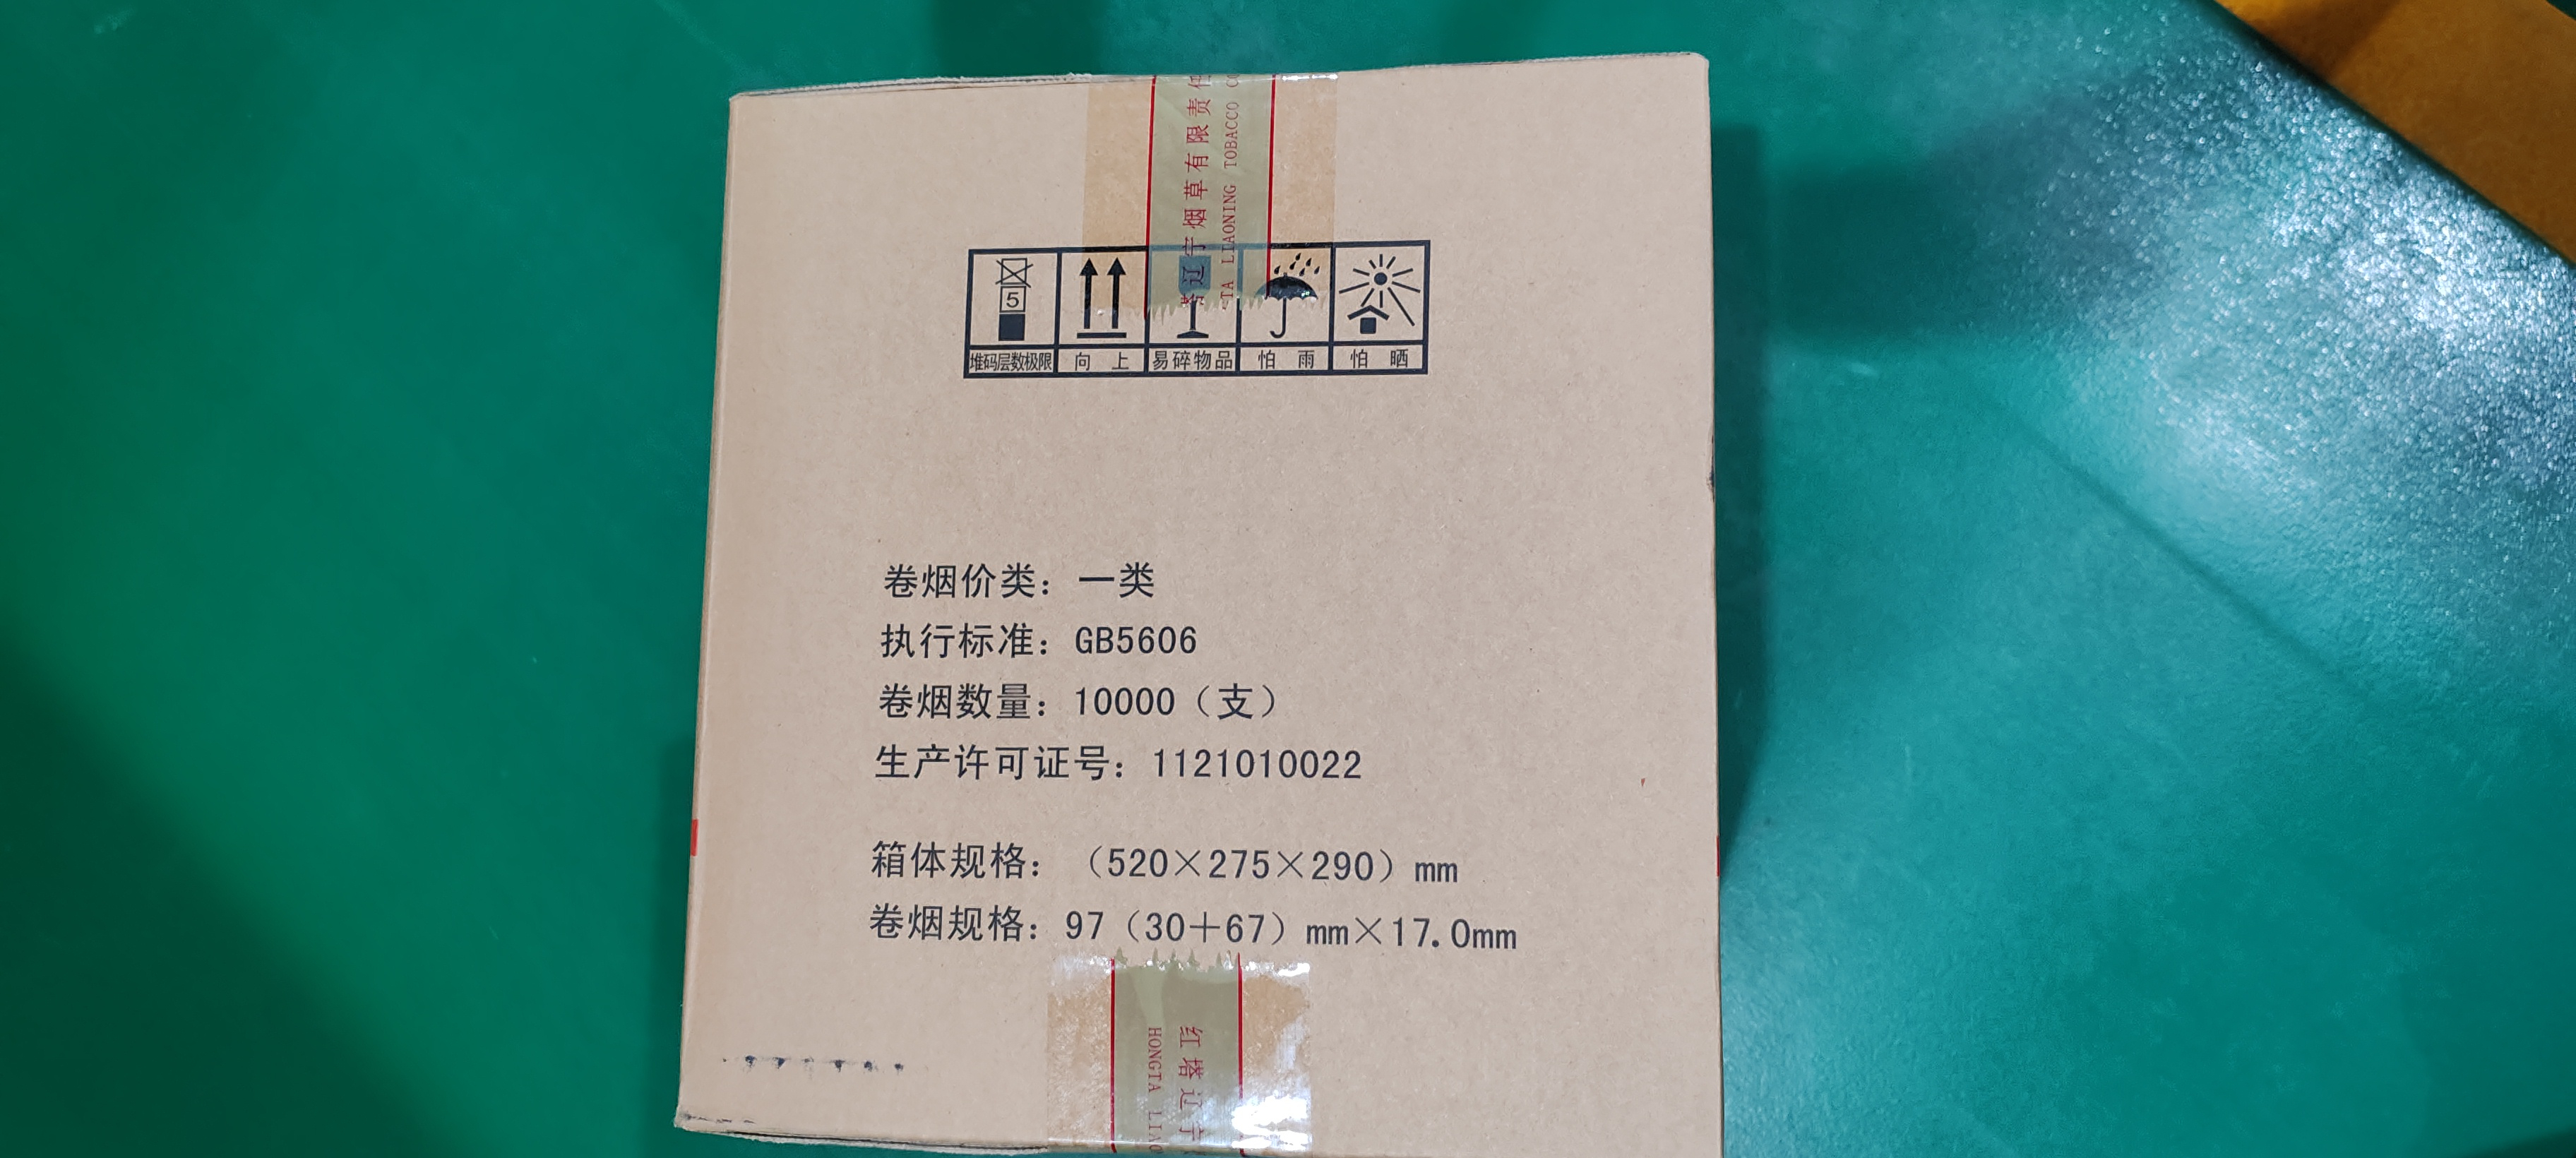 塔辽宁烟草有限责任
TA LIAONING TOBACCO CO
5
堆码层数极限 向 上 易碎物品 怕 雨 怕 晒
卷烟价类：一类
执行标准：GB5606
卷烟数量：10000（支）
生产许可证号：1121010022
箱体规格：（520×275×290）mm
卷烟规格：97（30+67）mm×17.0mm
红塔辽宁
HONGTA LIAO